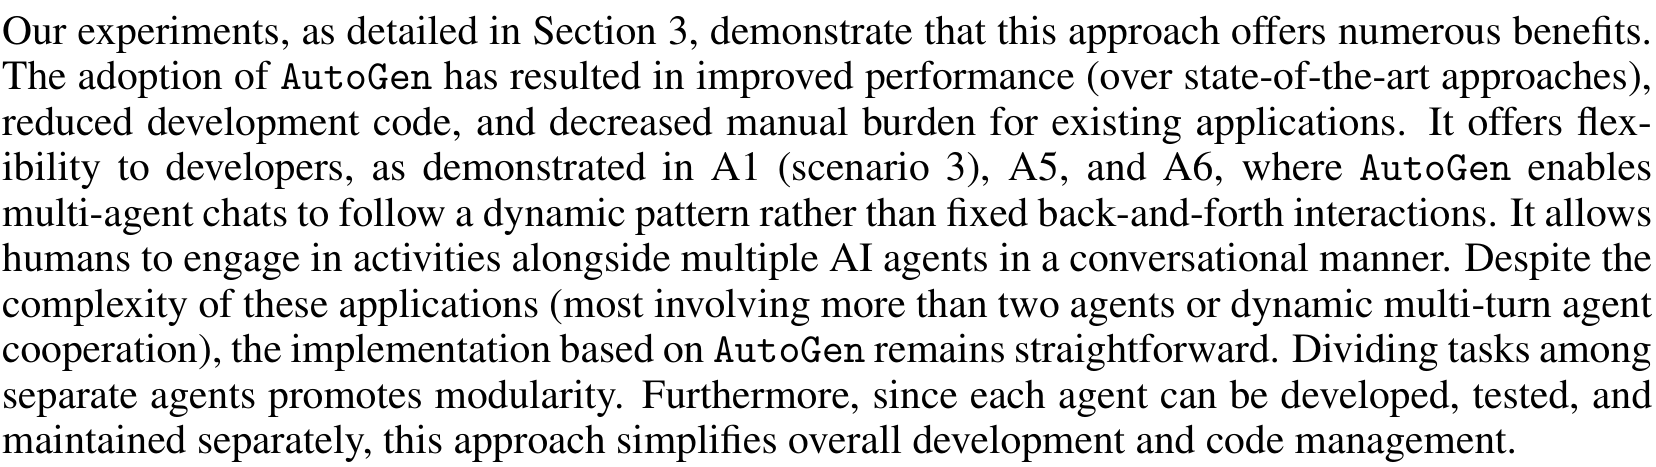 Our experiments, as detailed in Section 3, demonstrate that this approach offers numerous benefits.
The adoption of AutoGen has resulted in improved performance (over state-of-the-art approaches),
reduced development code, and decreased manual burden for existing applications. It offers flex-
ibility to developers, as demonstrated in A1 (scenario 3), A5, and A6, where AutoGen enables
multi-agent chats to follow a dynamic pattern rather than fixed back-and-forth interactions. It allows
humans to engage in activities alongside multiple AI agents in a conversational manner. Despite the
complexity of these applications (most involving more than two agents or dynamic multi-turn agent
cooperation), the implementation based on AutoGen remains straightforward. Dividing tasks among
separate agents promotes modularity. Furthermore, since each agent can be developed, tested, and
maintained separately, this approach simplifies overall development and code management.